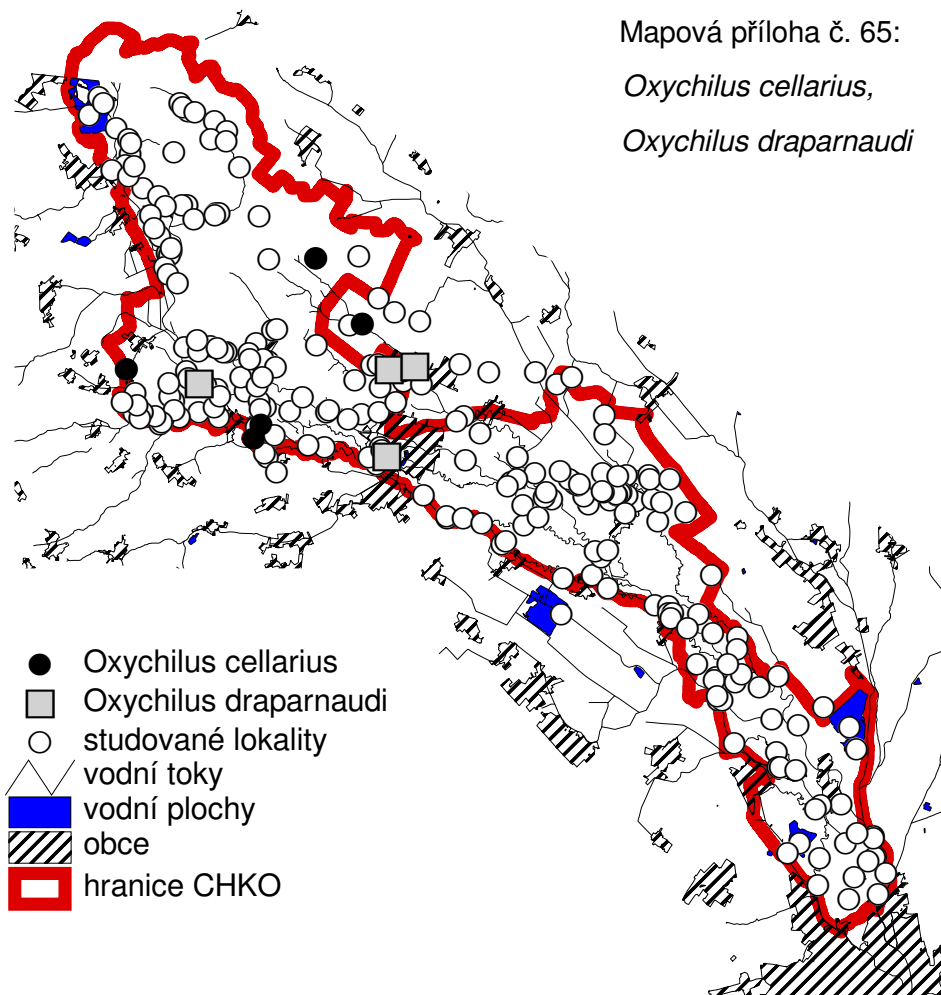 Mapová příloha č. 65:
Oxychilus cellarius,
Oxychilus draparnaudi
Oxychilus cellarius
Oxychilus draparnaudi
studované lokality
vodní toky
vodní plochy
obce
hranice CHKO